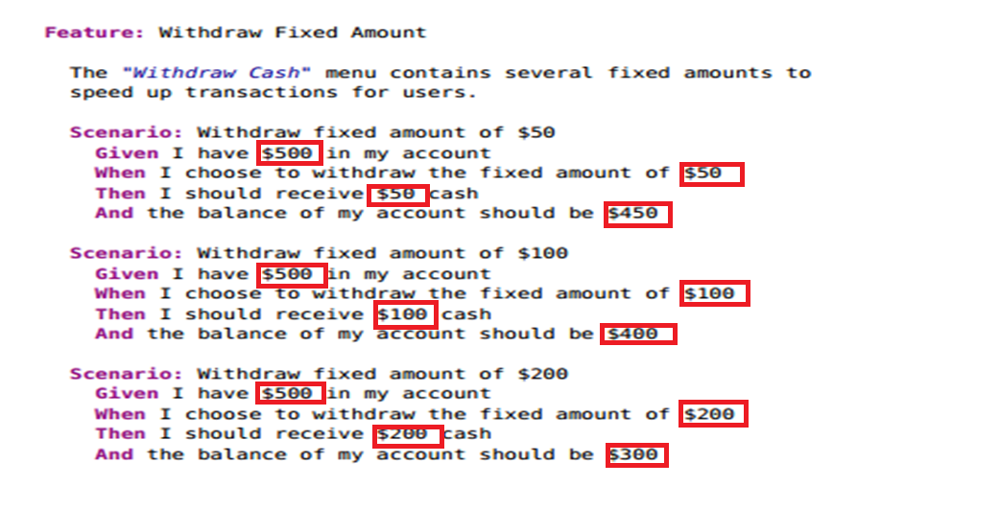 Feature: Withdraw Fixed Amount
The "Withdraw Cash" menu contains several fixed amounts to
speed up transactions for users.
Scenario: Withdraw fixed amount of $50
Given I have $500 in my account
When I choose to withdraw the fixed amount of $50
Then I should receive $50 cash
And the balance of my account should be $450
Scenario: Withdraw fixed amount of $100
Given I have $500 in my account
When I choose to withdraw the fixed amount of $100
Then I should receive $100 cash
And the balance of my account should be $400
Scenario: Withdraw fixed amount of $200
Given I have $500 in my account
When I choose to withdraw the fixed amount of $200
Then I should receive $200 cash
And the balance of my account should be $300